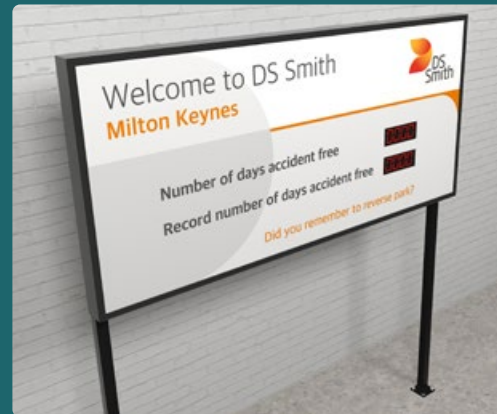 Welcome to DS Smith
Milton Keynes
DS
Smith
Number of days accident free
Record number of days accident free
Did you remember to reverse park?